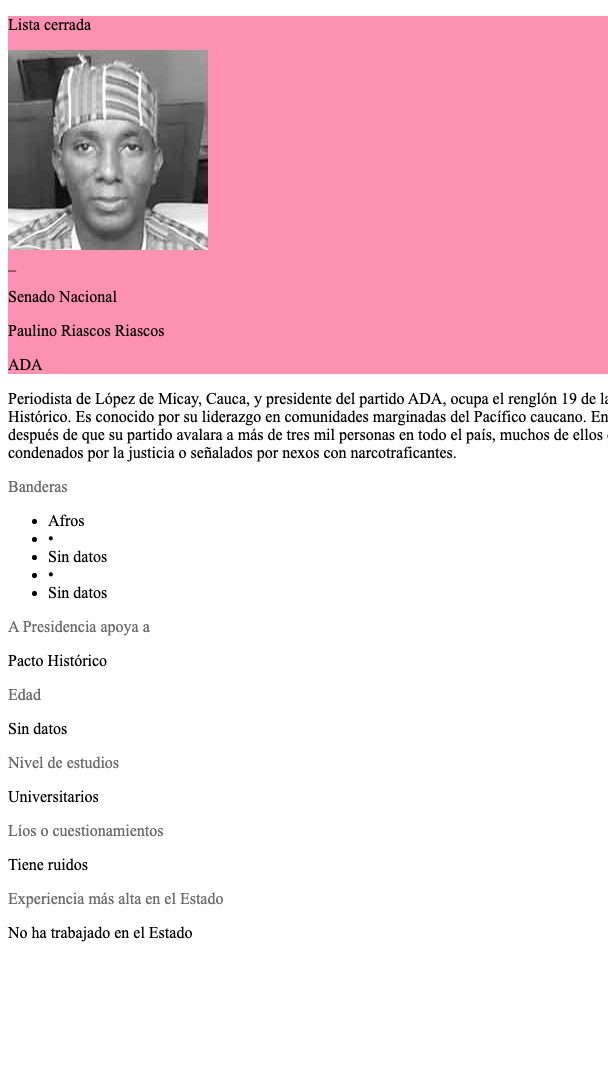 Lista cerrada
_
Senado Nacional
Paulino Riascos Riascos
ADA
Periodista de López de Micay, Cauca, y presidente del partido ADA, ocupa el renglón 19 de
Histórico. Es conocido por su liderazgo en comunidades marginadas del Pacífico caucano. En
después de que su partido avalara a más de tres mil personas en todo el país, muchos de ellos
condenados por la justicia o señalados por nexos con narcotraficantes.
Banderas
• Afros
• •
• Sin datos
• •
• Sin datos
A Presidencia apoya a
Pacto Histórico
Edad
Sin datos
Nivel de estudios
Universitarios
Líos o cuestionamientos
Tiene ruidos
Experiencia más alta en el Estado
No ha trabajado en el Estado